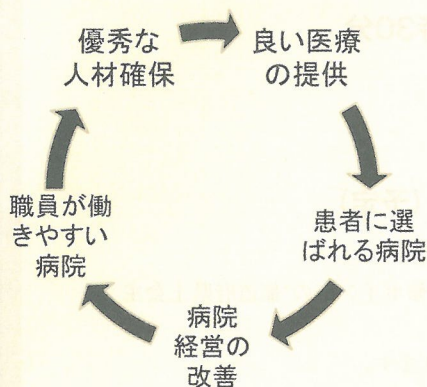 優秀な
人材確保
良い医療
の提供
患者に選
ばれる病院
病院
経営の
改善
職員が働
きやすい
病院